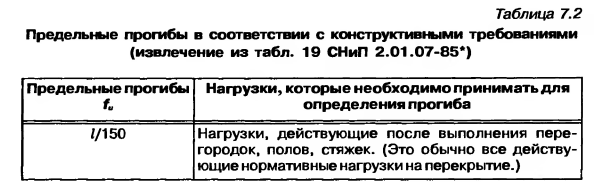 Таблица 7.2
Предельные прогибы в соответствии с конструктивными требованиями
(извлечение из табл. 19 СНиП 2.01.07-85*)
Предельные прогибы
fᵤ
Нагрузки, которые необходимо принимать для
определения прогиба
l/150
Нагрузки, действующие после выполнения пере-
городок, полов, стяжек. (Это обычно все действу-
ющие нормативные нагрузки на перекрытие.)